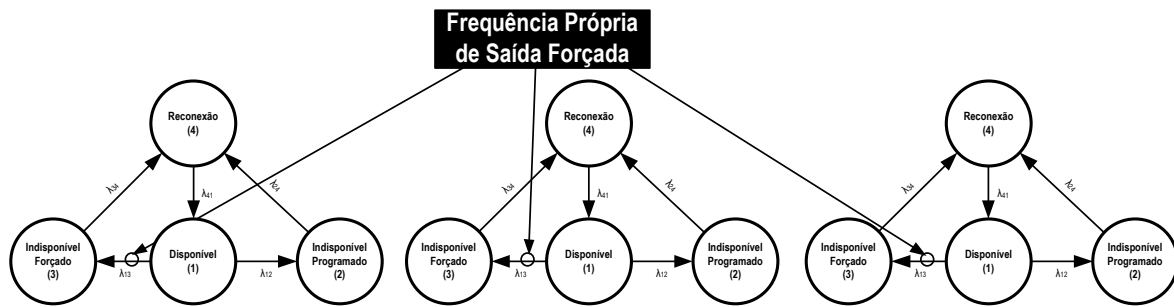 Frequência Própria
de Saída Forçada
Reconexão
(4)
λ34
λ41
λ24
Indisponível
Forçado
(3)
λ13
Disponível
(1)
λ12
Indisponível
Programado
(2)
Reconexão
(4)
λ34
λ41
λ24
Indisponível
Forçado
(3)
λ13
Disponível
(1)
λ12
Indisponível
Programado
(2)
Reconexão
(4)
λ34
λ41
λ24
Indisponível
Forçado
(3)
λ13
Disponível
(1)
λ12
Indisponível
Programado
(2)